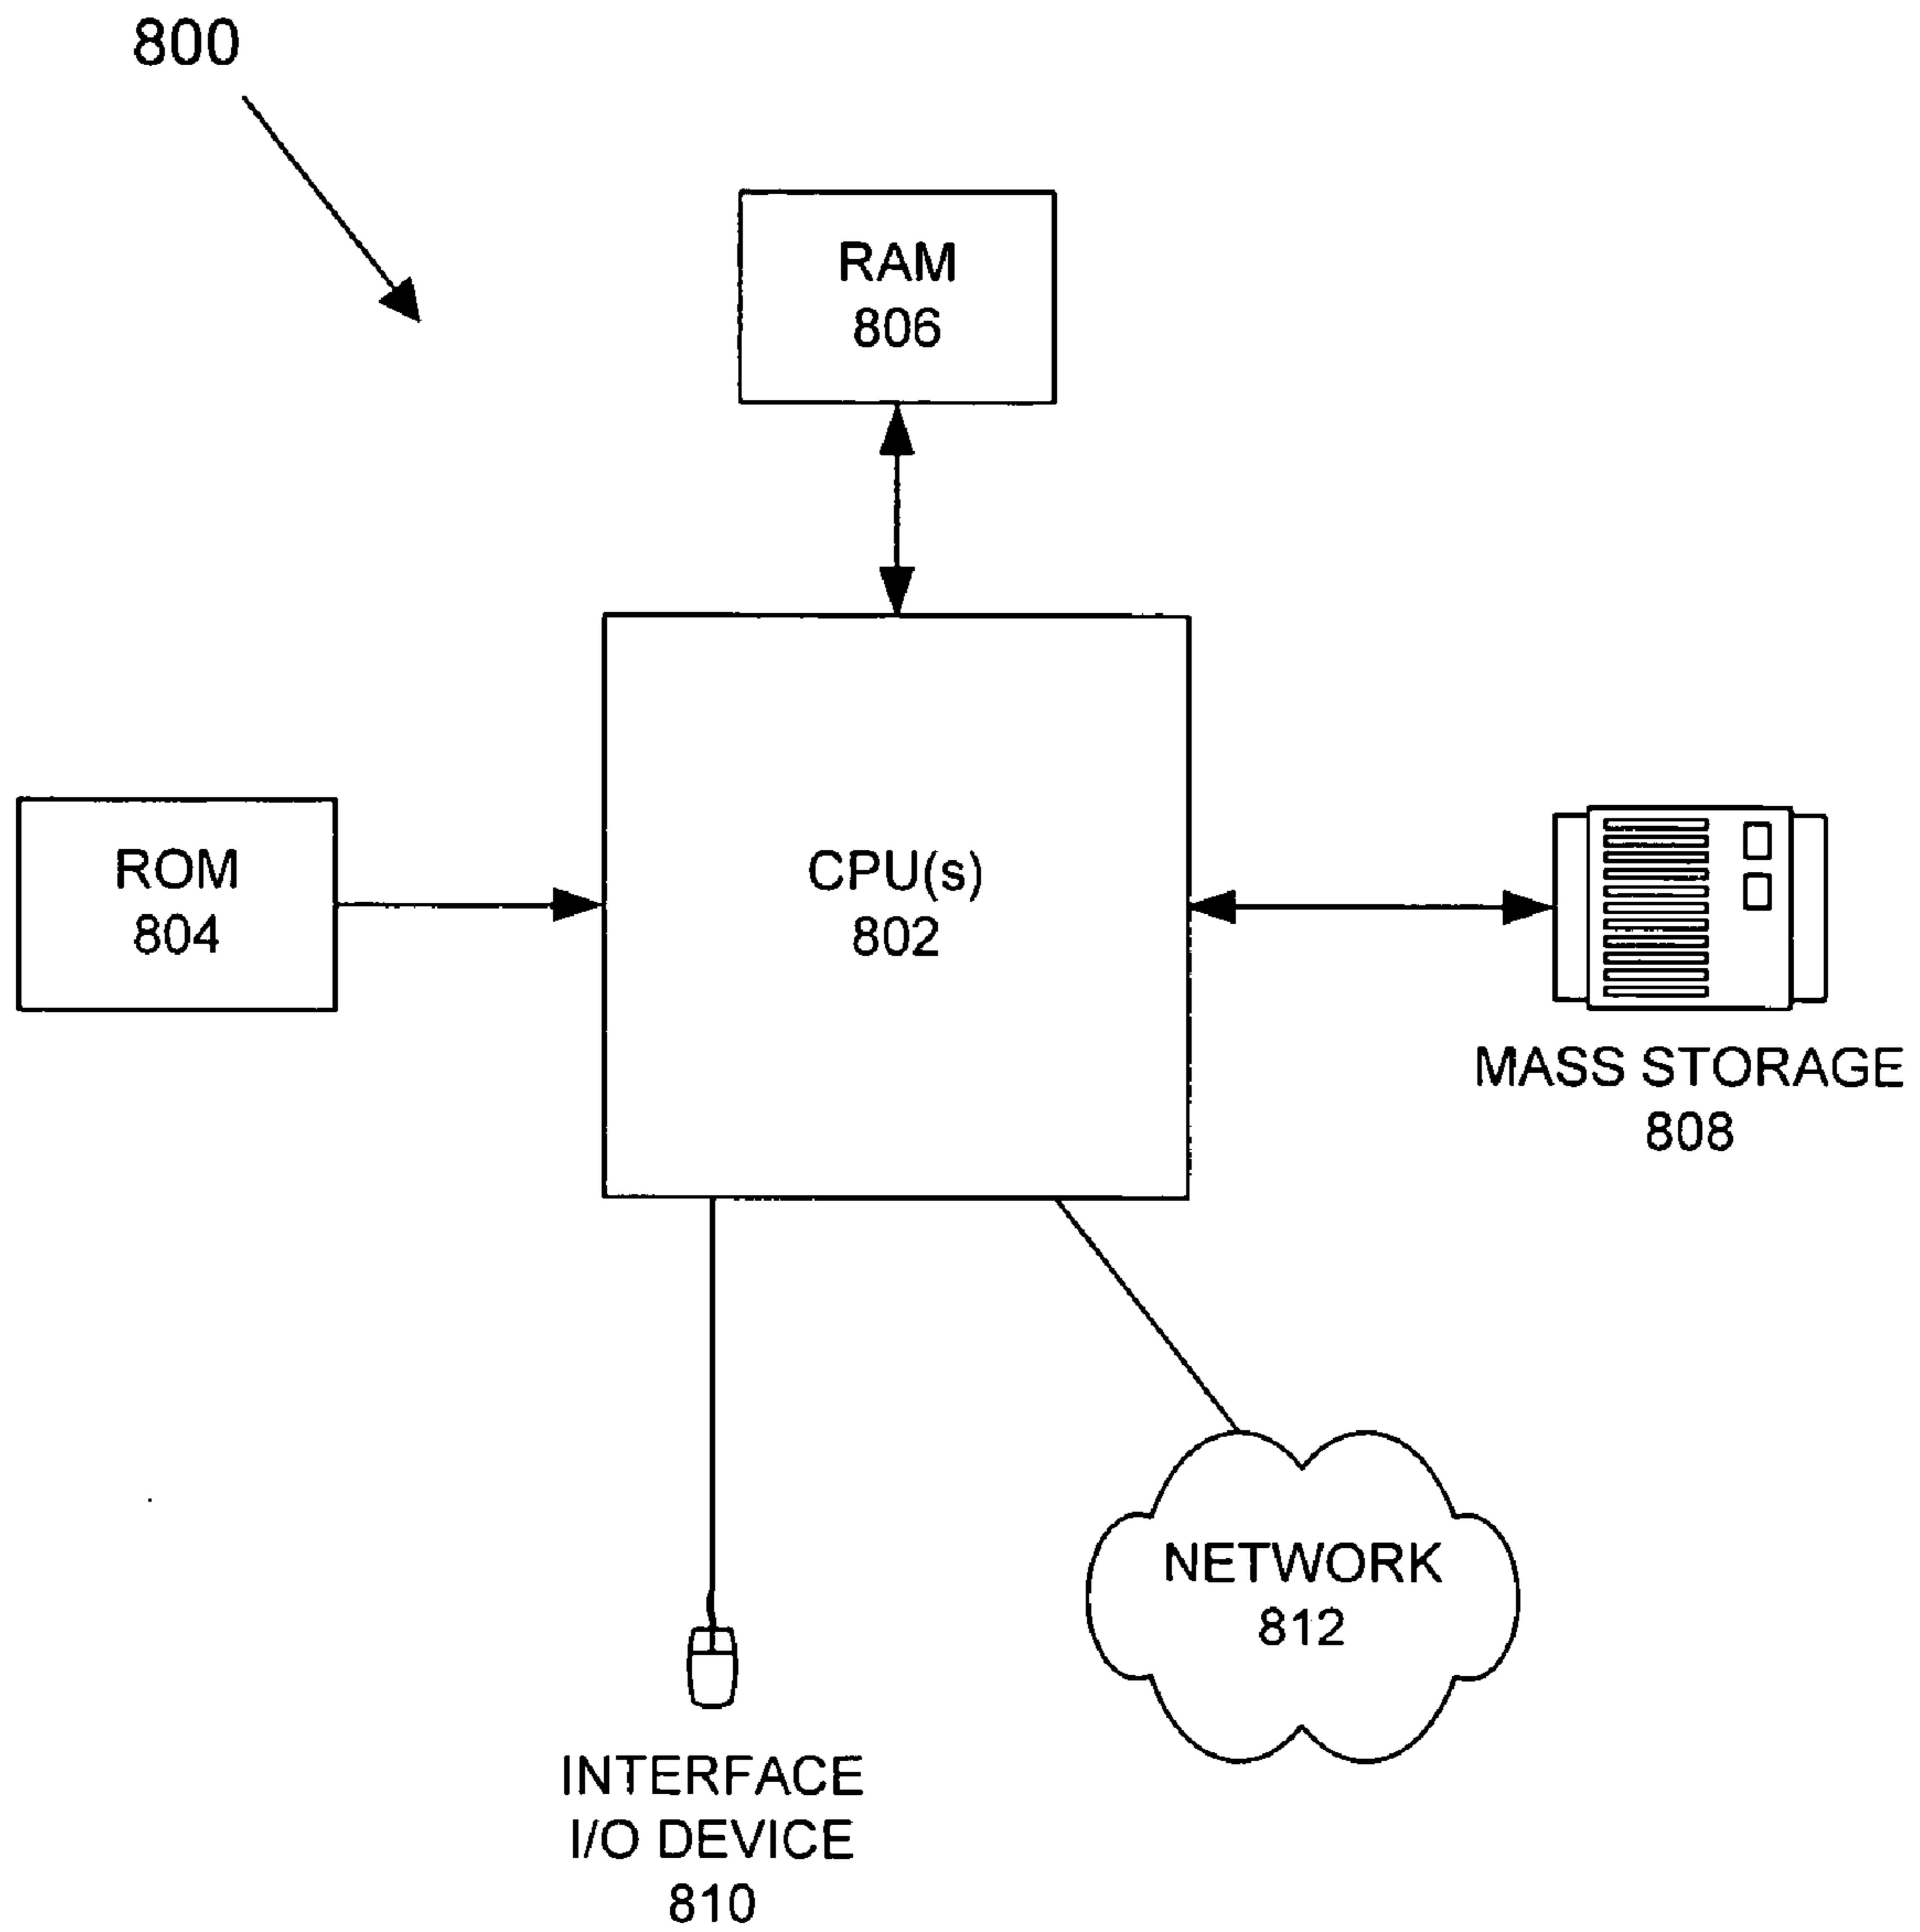 800
RAM
806
ROM
804
CPU(s)
802
MASS STORAGE
808
NETWORK
812
INTERFACE
I/O DEVICE
810